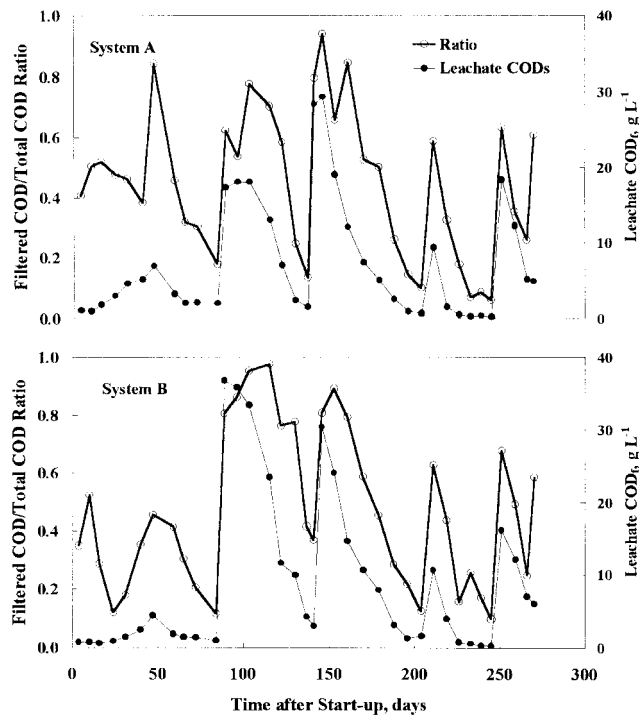 1.0
0.8
0.6
0.4
0.2
0.0
Filtered COD/Total COD Ratio
System A
Ratio
Leachate CODs
40
30
20
10
0
Leachate CODf, g L-1
1.0
0.8
0.6
0.4
0.2
0.0
Filtered COD/Total COD Ratio
System B
40
30
20
10
0
Leachate CODf, g L-1
0 50 100 150 200 250 300
Time after Start-up, days